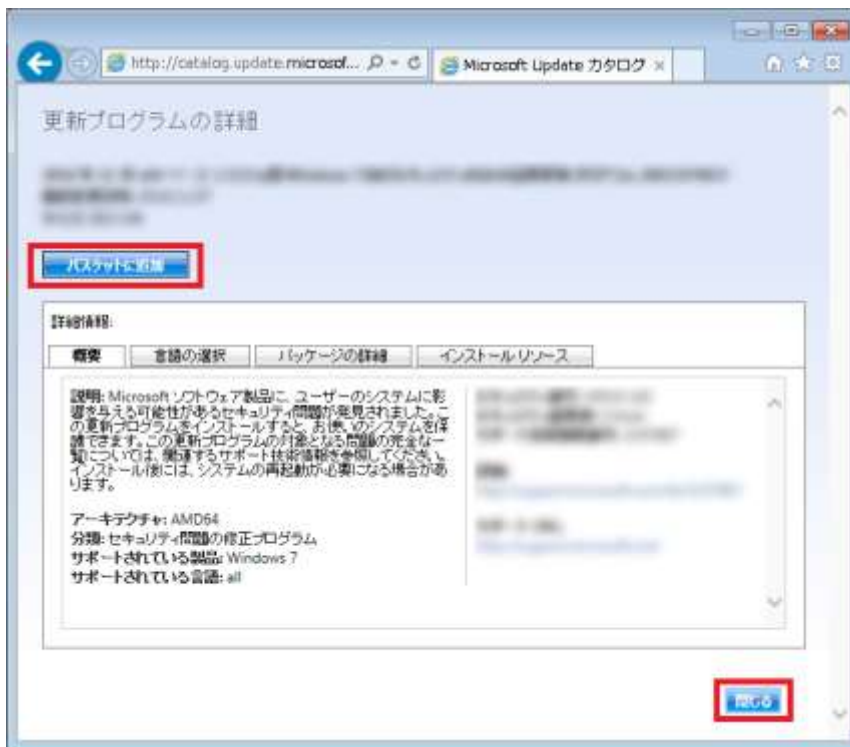 http://catalog.update.microsof...
Microsoft Update カタログ
更新プログラムの詳細
バスケットに追加
詳細情報:
概要
言語の選択
パッケージの詳細
インストール リソース
説明: Microsoft ソフトウェア製品に、ユーザーのシステムに影
響を与える可能性があるセキュリティ問題が発見されました。こ
の更新プログラムをインストールすると、お使いのシステムを保
護できます。この更新プログラムの対象となる問題の完全な一
覧については、関連するサポート技術情報を参照してください。
インストール後には、システムの再起動が必要になる場合があ
ります。
アーキテクチャ: AMD64
分類: セキュリティ問題の修正プログラム
サポートされている製品: Windows 7
サポートされている言語: all
閉じる